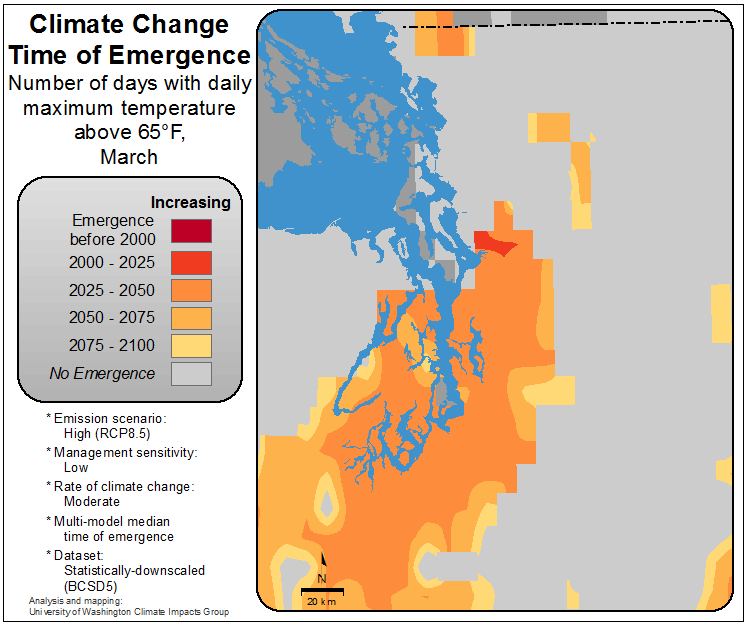 Climate Change
Time of Emergence
Number of days with daily
maximum temperature
above 65°F,
March
Increasing
Emergence
before 2000
2000 - 2025
2025 - 2050
2050 - 2075
2075 - 2100
No Emergence
* Emission scenario:
High (RCP8.5)
* Management sensitivity:
Low
* Rate of climate change:
Moderate
* Multi-model median
time of emergence
* Dataset:
Statistically-downscaled
(BCSD5)
Analysis and mapping:
University of Washington Climate Impacts Group
N
20 km